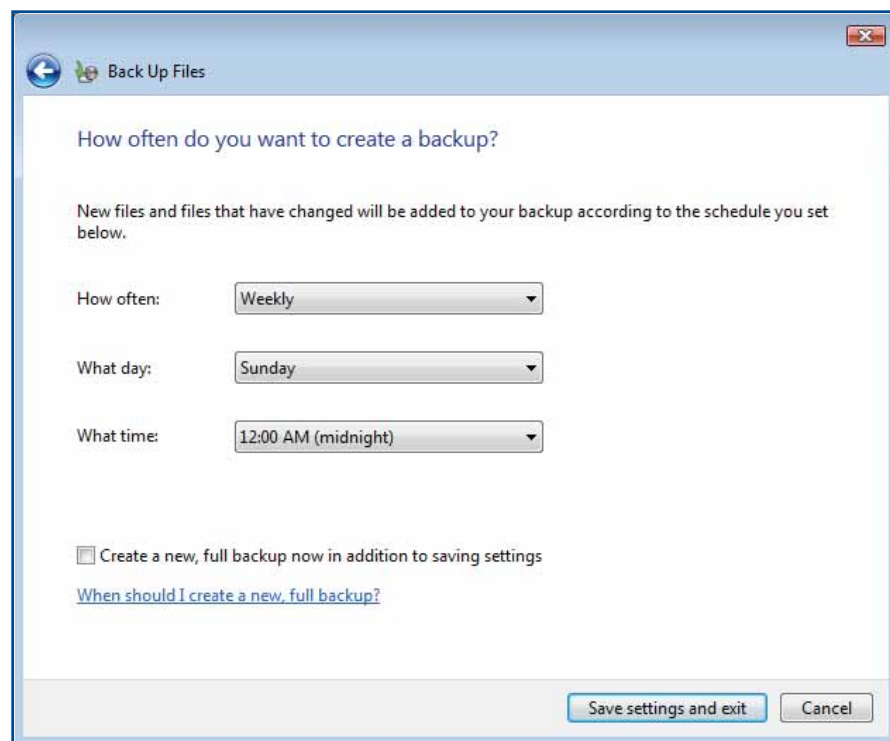 Back Up Files
How often do you want to create a backup?
New files and files that have changed will be added to your backup according to the schedule you set
below.
How often:
Weekly
What day:
Sunday
What time:
12:00 AM (midnight)
Create a new, full backup now in addition to saving settings
When should I create a new, full backup?
Save settings and exit
Cancel